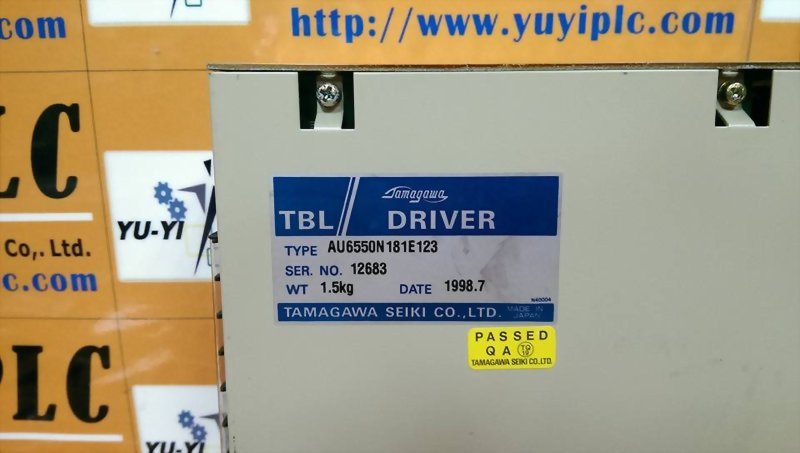 http://www.yuyiplc.com
c.com
LC
YU-YI
Co,. Ltd.
PLC
YU-YI
Tamagawa
TBL DRIVER
TYPE AU6550N181E123
SER. NO. 12683
WT 1.5kg DATE 1998.7
N40004
TAMAGAWA SEIKI CO.,LTD. MADE IN JAPAN
PASSED
QA
TAMAGAWA SEIKI CO.LTD.